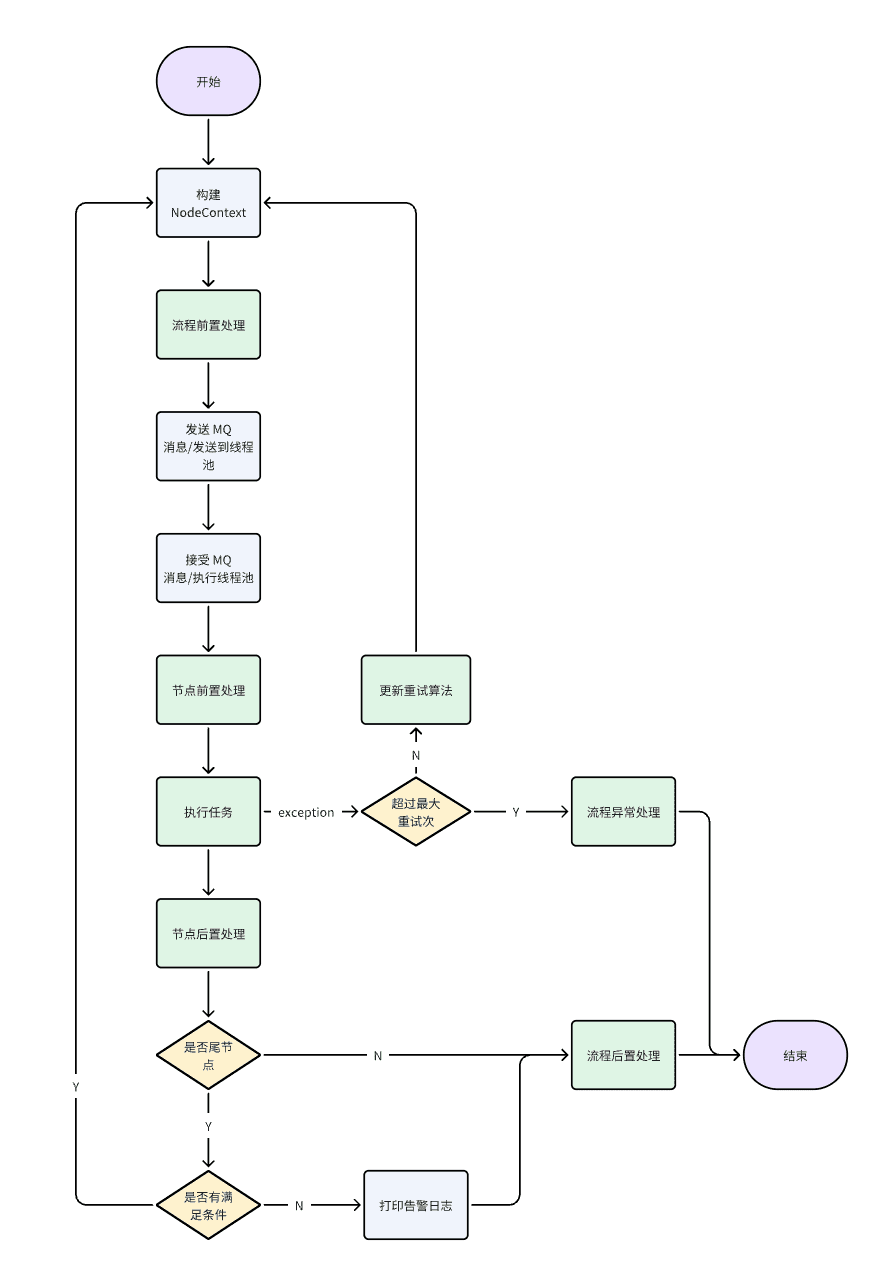 开始
构建
NodeContext
流程前置处理
发送 MQ
消息/发送到线程
池
接受 MQ
消息/执行线程池
节点前置处理
更新重试算法
N
执行任务
exception
超过最大
重试次
Y
流程异常处理
节点后置处理
是否尾节
点
N
流程后置处理
结束
Y
Y
是否有满
足条件
N
打印告警日志